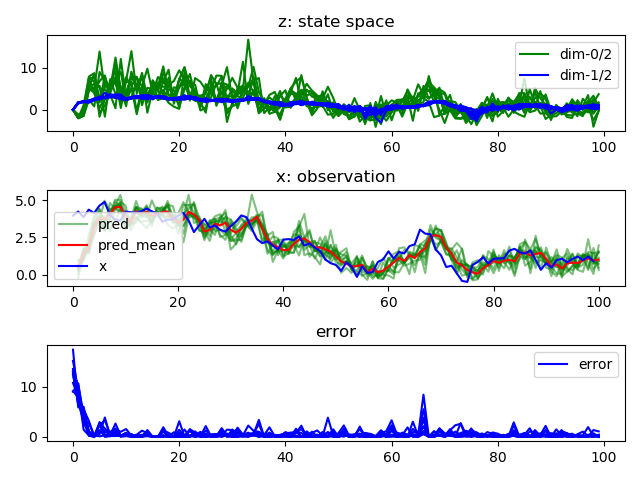 z: state space
10
0
dim-0/2
dim-1/2
0 20 40 60 80 100
x: observation
5.0
2.5
0.0
pred
pred_mean
x
0 20 40 60 80 100
error
10
0
error
0 20 40 60 80 100